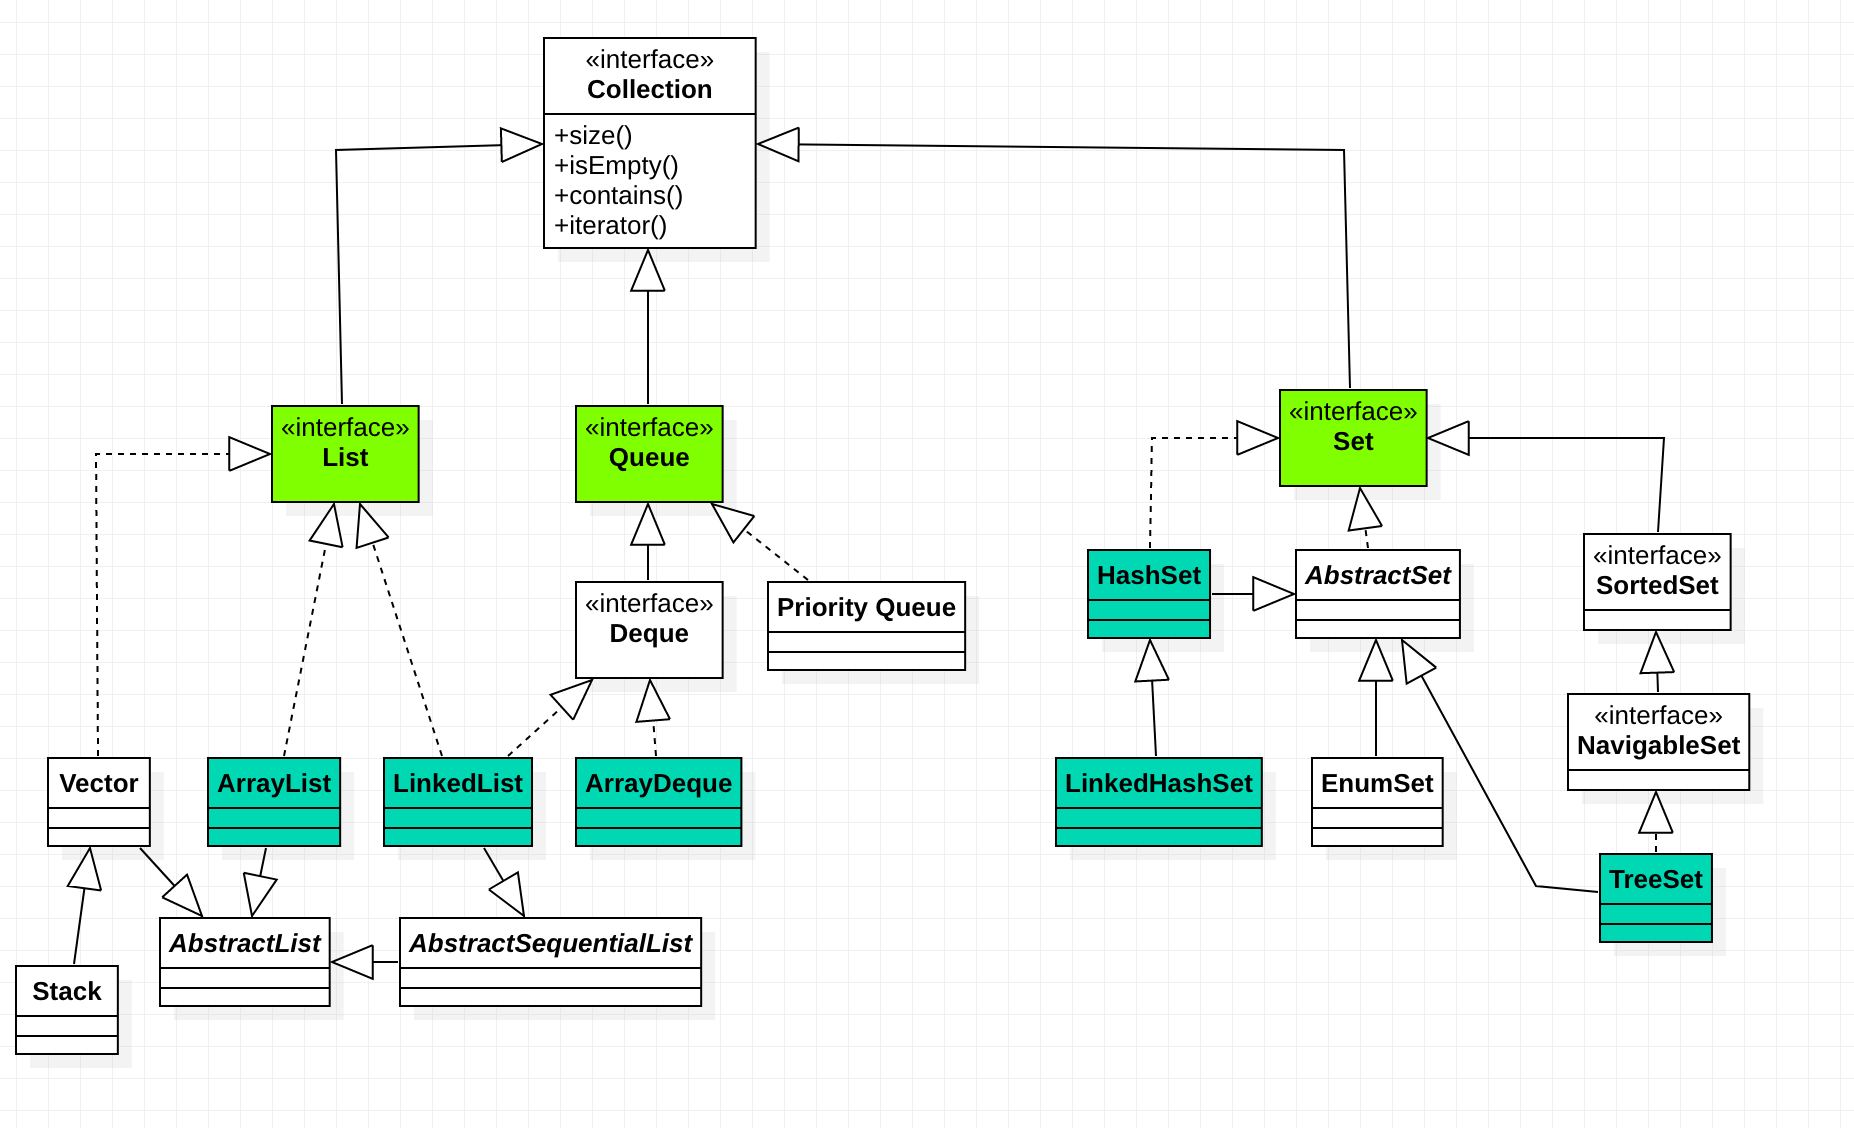 «interface»
Collection
+size()
+isEmpty()
+contains()
+iterator()
«interface»
List
«interface»
Queue
«interface»
Set
«interface»
Deque
Priority Queue
HashSet
AbstractSet
«interface»
SortedSet
«interface»
NavigableSet
Vector
ArrayList
LinkedList
ArrayDeque
LinkedHashSet
EnumSet
TreeSet
AbstractList
AbstractSequentialList
Stack